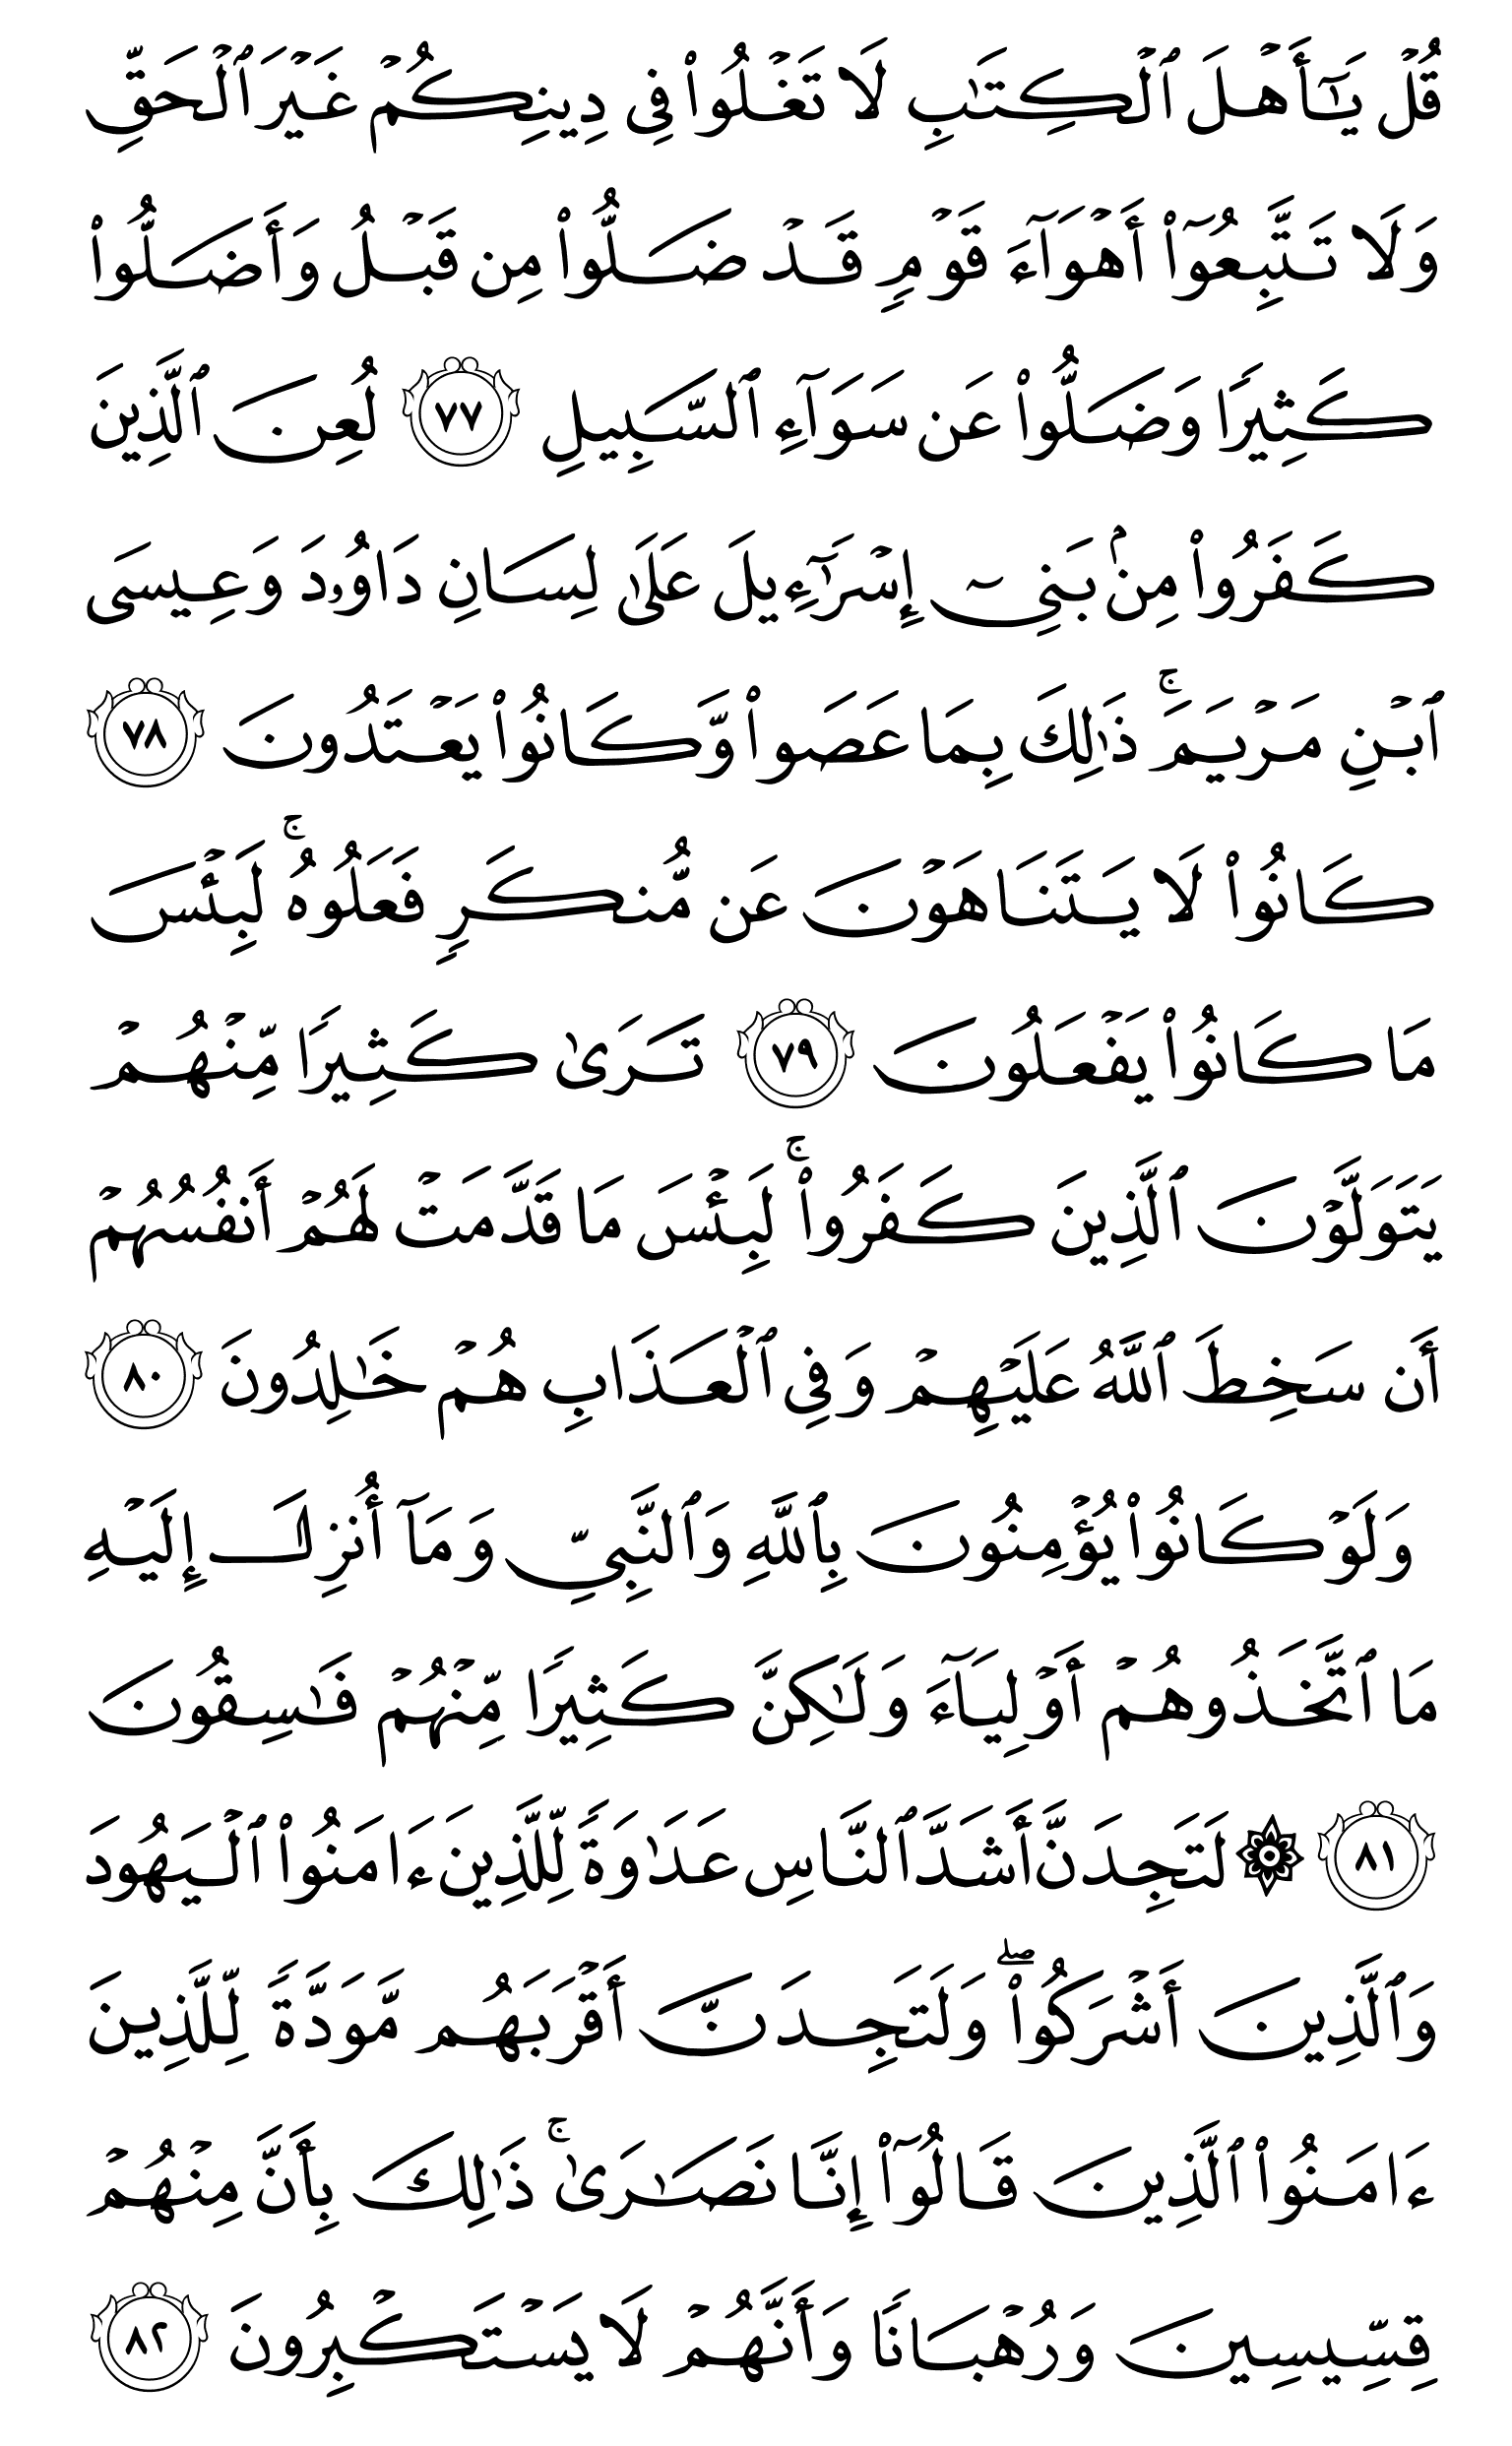 قُلۡ يَٰٓأَهۡلَ ٱلۡكِتَٰبِ لَا تَغۡلُواْ فِي دِينِكُمۡ غَيۡرَ ٱلۡحَقِّ
وَلَا تَتَّبِعُوٓاْ أَهۡوَآءَ قَوۡمٖ قَدۡ ضَلُّواْ مِن قَبۡلُ وَأَضَلُّواْ
كَثِيرٗا وَضَلُّواْ عَن سَوَآءِ ٱلسَّبِيلِ ٧٧ لُعِنَ ٱلَّذِينَ
كَفَرُواْ مِنۢ بَنِيٓ إِسۡرَٰٓءِيلَ عَلَىٰ لِسَانِ دَاوُۥدَ وَعِيسَى
ٱبۡنِ مَرۡيَمَۚ ذَٰلِكَ بِمَا عَصَواْ وَّكَانُواْ يَعۡتَدُونَ ٧٨
كَانُواْ لَا يَتَنَاهَوۡنَ عَن مُّنكَرٖ فَعَلُوهُۚ لَبِئۡسَ
مَا كَانُواْ يَفۡعَلُونَ ٧٩ تَرَىٰ كَثِيرٗا مِّنۡهُمۡ
يَتَوَلَّوۡنَ ٱلَّذِينَ كَفَرُواْۚ لَبِئۡسَ مَا قَدَّمَتۡ لَهُمۡ أَنفُسُهُمۡ
أَن سَخِطَ ٱللَّهُ عَلَيۡهِمۡ وَفِي ٱلۡعَذَابِ هُمۡ خَٰلِدُونَ ٨٠
وَلَوۡ كَانُواْ يُؤۡمِنُونَ بِٱللَّهِ وَٱلنَّبِيِّ وَمَآ أُنزِلَ إِلَيۡهِ
مَا ٱتَّخَذُوهُمۡ أَوۡلِيَآءَ وَلَٰكِنَّ كَثِيرٗا مِّنۡهُمۡ فَٰسِقُونَ
٨١ ۞ لَتَجِدَنَّ أَشَدَّ ٱلنَّاسِ عَدَٰوَةٗ لِّلَّذِينَ ءَامَنُواْ ٱلۡيَهُودَ
وَٱلَّذِينَ أَشۡرَكُواْۖ وَلَتَجِدَنَّ أَقۡرَبَهُم مَّوَدَّةٗ لِّلَّذِينَ
ءَامَنُواْ ٱلَّذِينَ قَالُوٓاْ إِنَّا نَصَٰرَىٰۚ ذَٰلِكَ بِأَنَّ مِنۡهُمۡ
قِسِّيسِينَ وَرُهۡبَانٗا وَأَنَّهُمۡ لَا يَسۡتَكۡبِرُونَ ٨٢